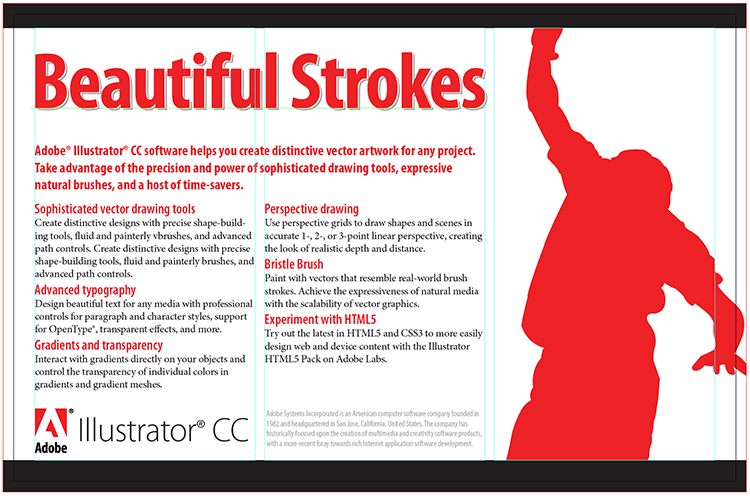 Beautiful Strokes
Adobe® Illustrator® CC software helps you create distinctive vector artwork for any project.
Take advantage of the precision and power of sophisticated drawing tools, expressive
natural brushes, and a host of time-savers.
Sophisticated vector drawing tools
Create distinctive designs with precise shape-build-
ing tools, fluid and painterly vbrushes, and advanced
path controls. Create distinctive designs with precise
shape-building tools, fluid and painterly brushes, and
advanced path controls.
Advanced typography
Design beautiful text for any media with professional
controls for paragraph and character styles, support
for OpenType®, transparent effects, and more.
Gradients and transparency
Interact with gradients directly on your objects and
control the transparency of individual colors in
gradients and gradient meshes.
Perspective drawing
Use perspective grids to draw shapes and scenes in
accurate 1-, 2-, or 3-point linear perspective, creating
the look of realistic depth and distance.
Bristle Brush
Paint with vectors that resemble real-world brush
strokes. Achieve the expressiveness of natural media
with the scalability of vector graphics.
Experiment with HTML5
Try out the latest in HTML5 and CSS3 to more easily
design web and device content with the Illustrator
HTML5 Pack on Adobe Labs.
Adobe® Illustrator® CC
Adobe Systems Incorporated is an American computer software company founded in
1982 and headquartered in San Jose, California, United States. The company has
historically focused upon the creation of multimedia and creativity software products,
with a more-recent foray towards rich Internet application software development.